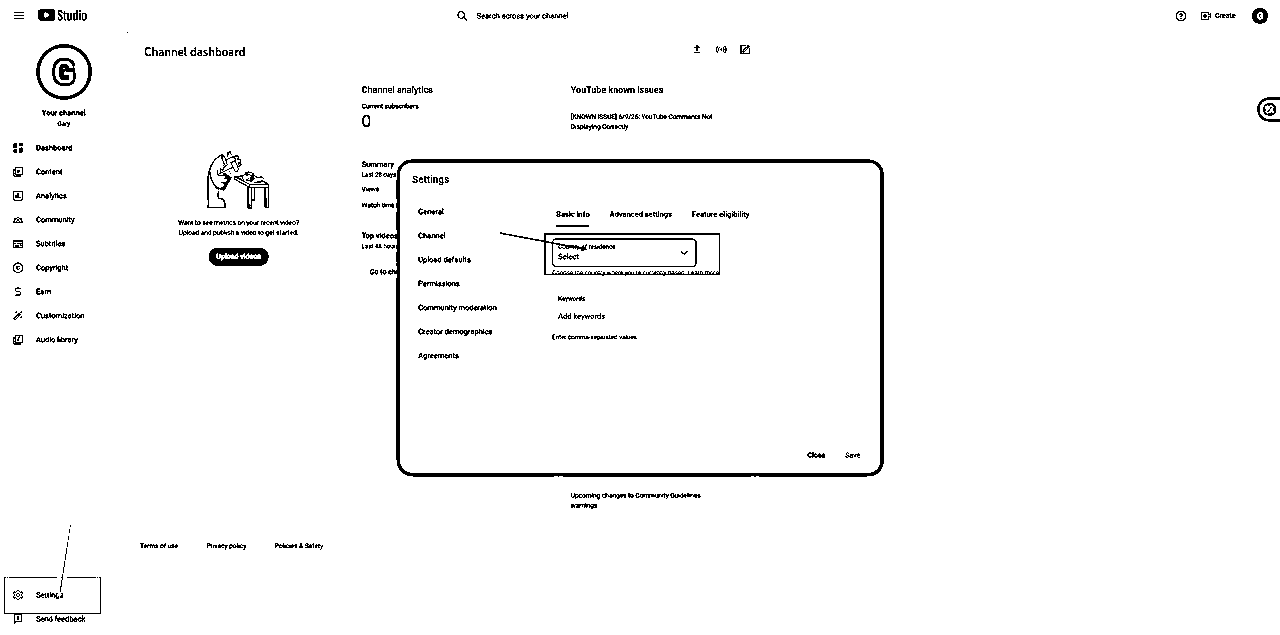 Studio
Search across your channel
Create
G
Channel dashboard
G
Your channel
Gary
Dashboard
Content
Analytics
Community
Subtitles
Copyright
Earn
Customization
Audio library
Want to see metrics on your recent video?
Upload and publish a video to get started.
Upload videos
Channel analytics
Current subscribers
0
Summary
Last 28 days
Views
Watch time
Top videos
Last 48 hours
Go to
YouTube known issues
[KNOWN ISSUE] 6/9/26: YouTube Comments Not
Displaying Correctly
Settings
General
Channel
Upload defaults
Permissions
Community moderation
Creator demographics
Agreements
Basic info
Advanced settings
Feature eligibility
Country of residence
Select
Choose the country where you're currently based. Learn more
Keywords
Add keywords
Enter comma-separated values
Close
Save
Upcoming changes to Community Guidelines
warnings
Terms of use
Privacy policy
Policies & Safety
Settings
Send feedback